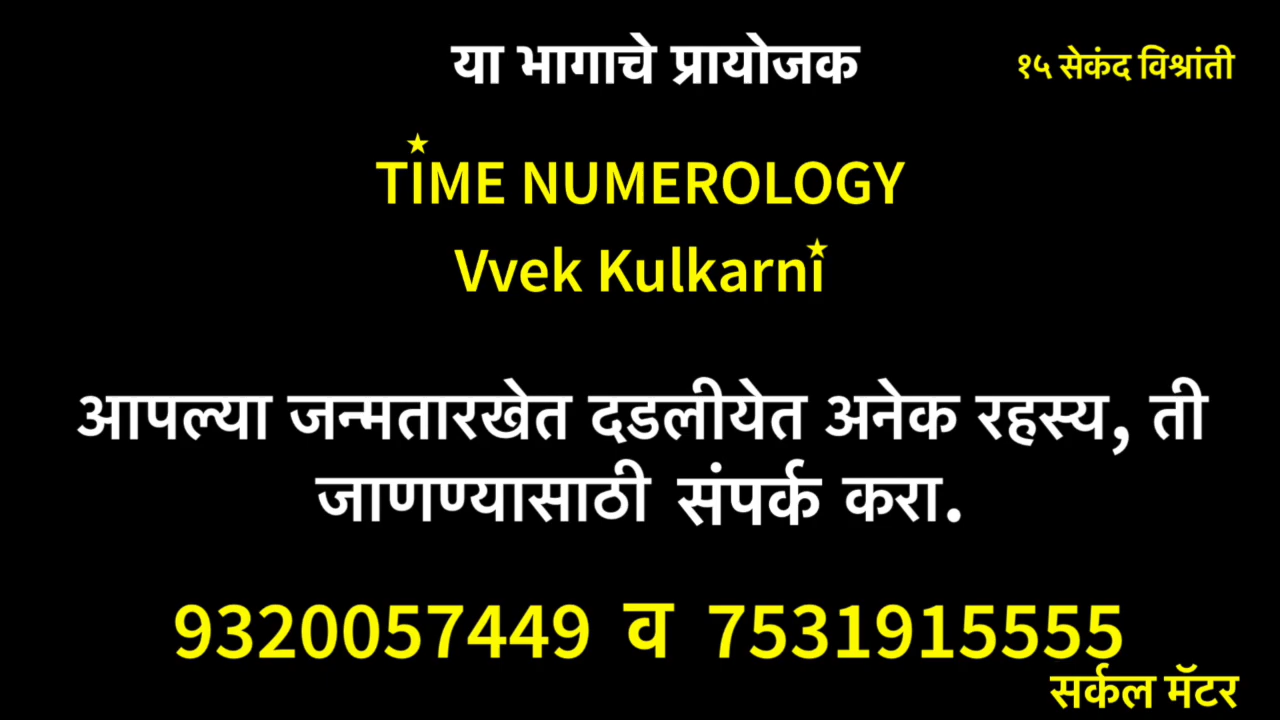 या भागाचे प्रायोजक
१५ सेकंद विश्रांती
TIME NUMEROLOGY
Vvek Kulkarni
आपल्या जन्मतारखेत दडलीयेत अनेक रहस्य, ती
जाणण्यासाठी संपर्क करा.
9320057449 व 7531915555
सर्कल मॅटर